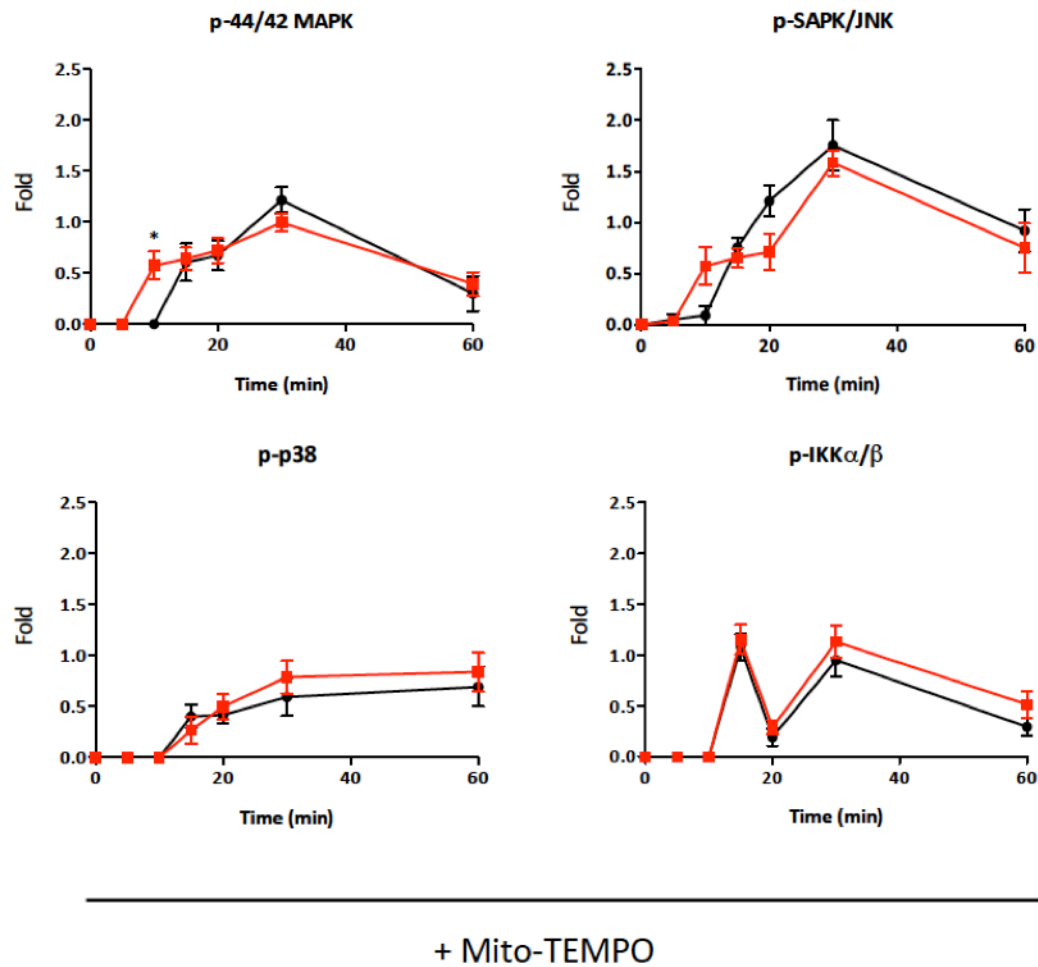 p-44/42 MAPK
2.5
2.0
1.5
1.0
0.5
0.0
Fold
*
0 20 40 60
Time (min)
p-SAPK/JNK
2.5
2.0
1.5
1.0
0.5
0.0
Fold
0 20 40 60
Time (min)
p-p38
2.5
2.0
1.5
1.0
0.5
0.0
Fold
0 20 40 60
Time (min)
p-IKKα/β
2.5
2.0
1.5
1.0
0.5
0.0
Fold
0 20 40 60
Time (min)
+ Mito-TEMPO